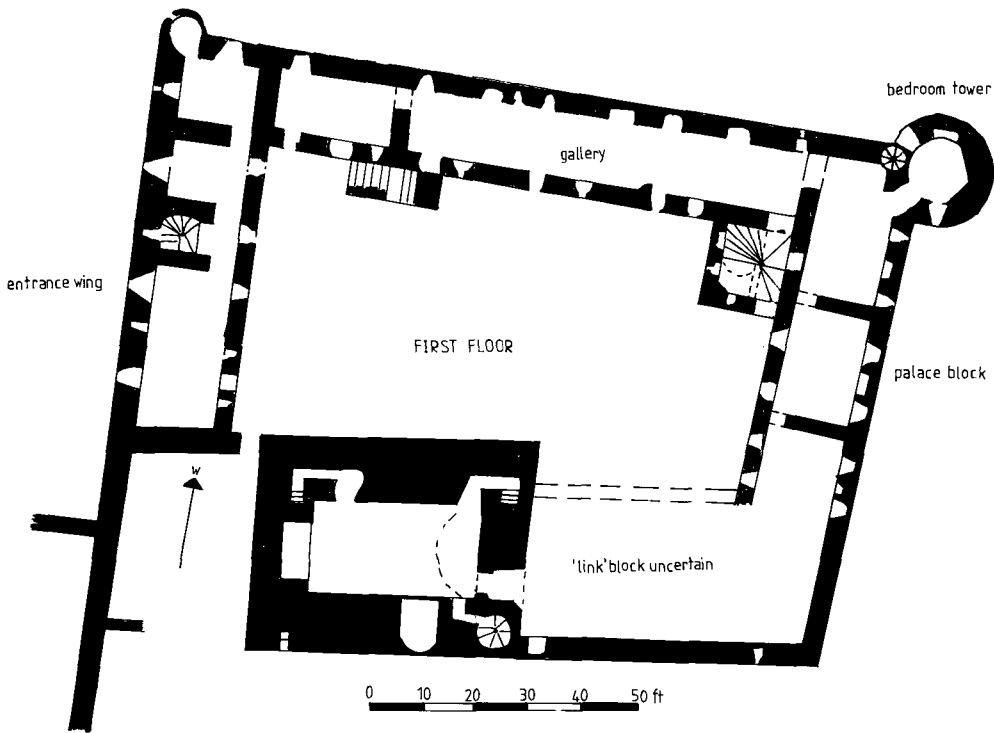 bedroom tower
gallery
entrance wing
FIRST FLOOR
palace block
W
'link' block uncertain
0 10 20 30 40 50 ft